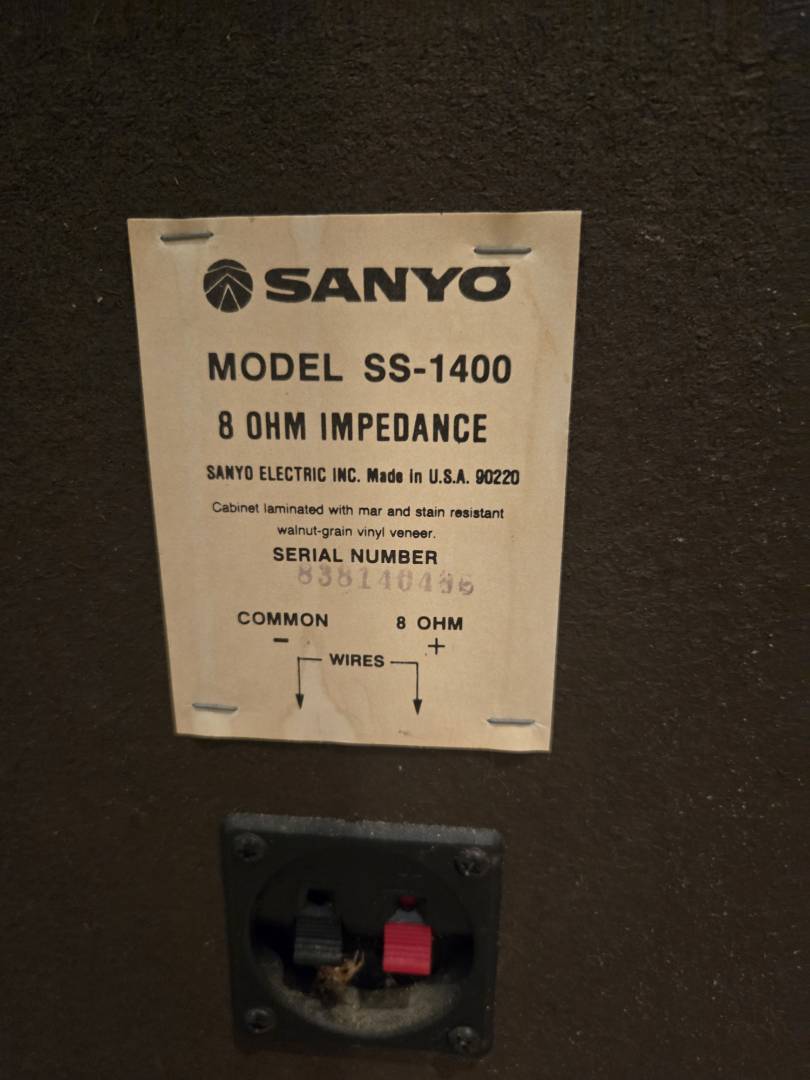 SANYO
MODEL SS-1400
8 OHM IMPEDANCE
SANYO ELECTRIC INC. Made in U.S.A. 90220
Cabinet laminated with mar and stain resistant
walnut-grain vinyl veneer.
SERIAL NUMBER
COMMON 8 OHM
- +
WIRES